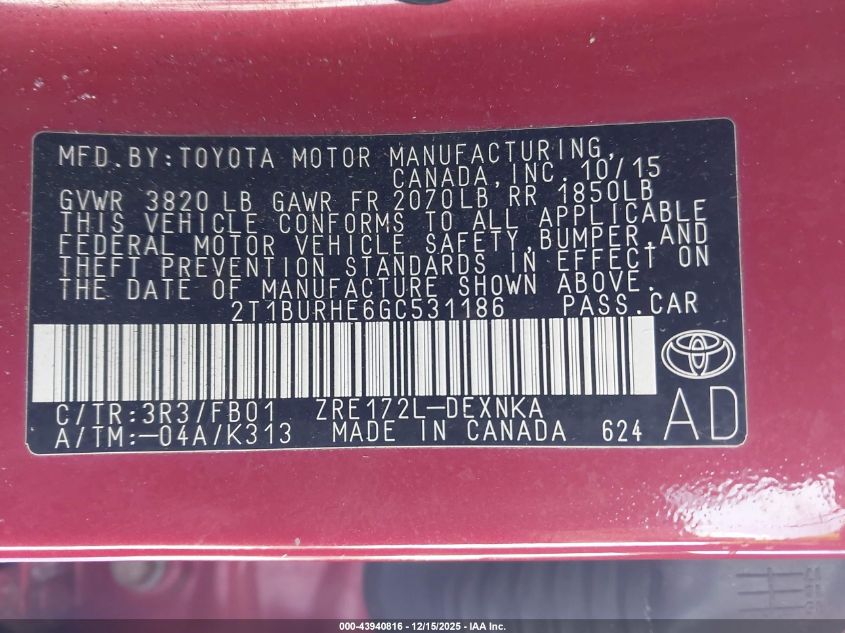 MFD.BY:TOYOTA MOTOR MANUFACTURING,
CANADA, INC. 10/15
GVWR 3820 LB GAWR FR 2070LB RR 1850LB
THIS VEHICLE CONFORMS TO ALL APPLICABLE
FEDERAL MOTOR VEHICLE SAFETY,BUMPER,AND
THEFT PREVENTION STANDARDS IN EFFECT ON
THE DATE OF MANUFACTURE SHOWN ABOVE.
2T1BURHE6GC531186 PASS.CAR
C/TR:3R3/FB01 ZRE172L-DEXNKA
A/TM:-04A/K313 MADE IN CANADA 624
AD
000-43940816 - 12/15/2025 - IAA Inc.